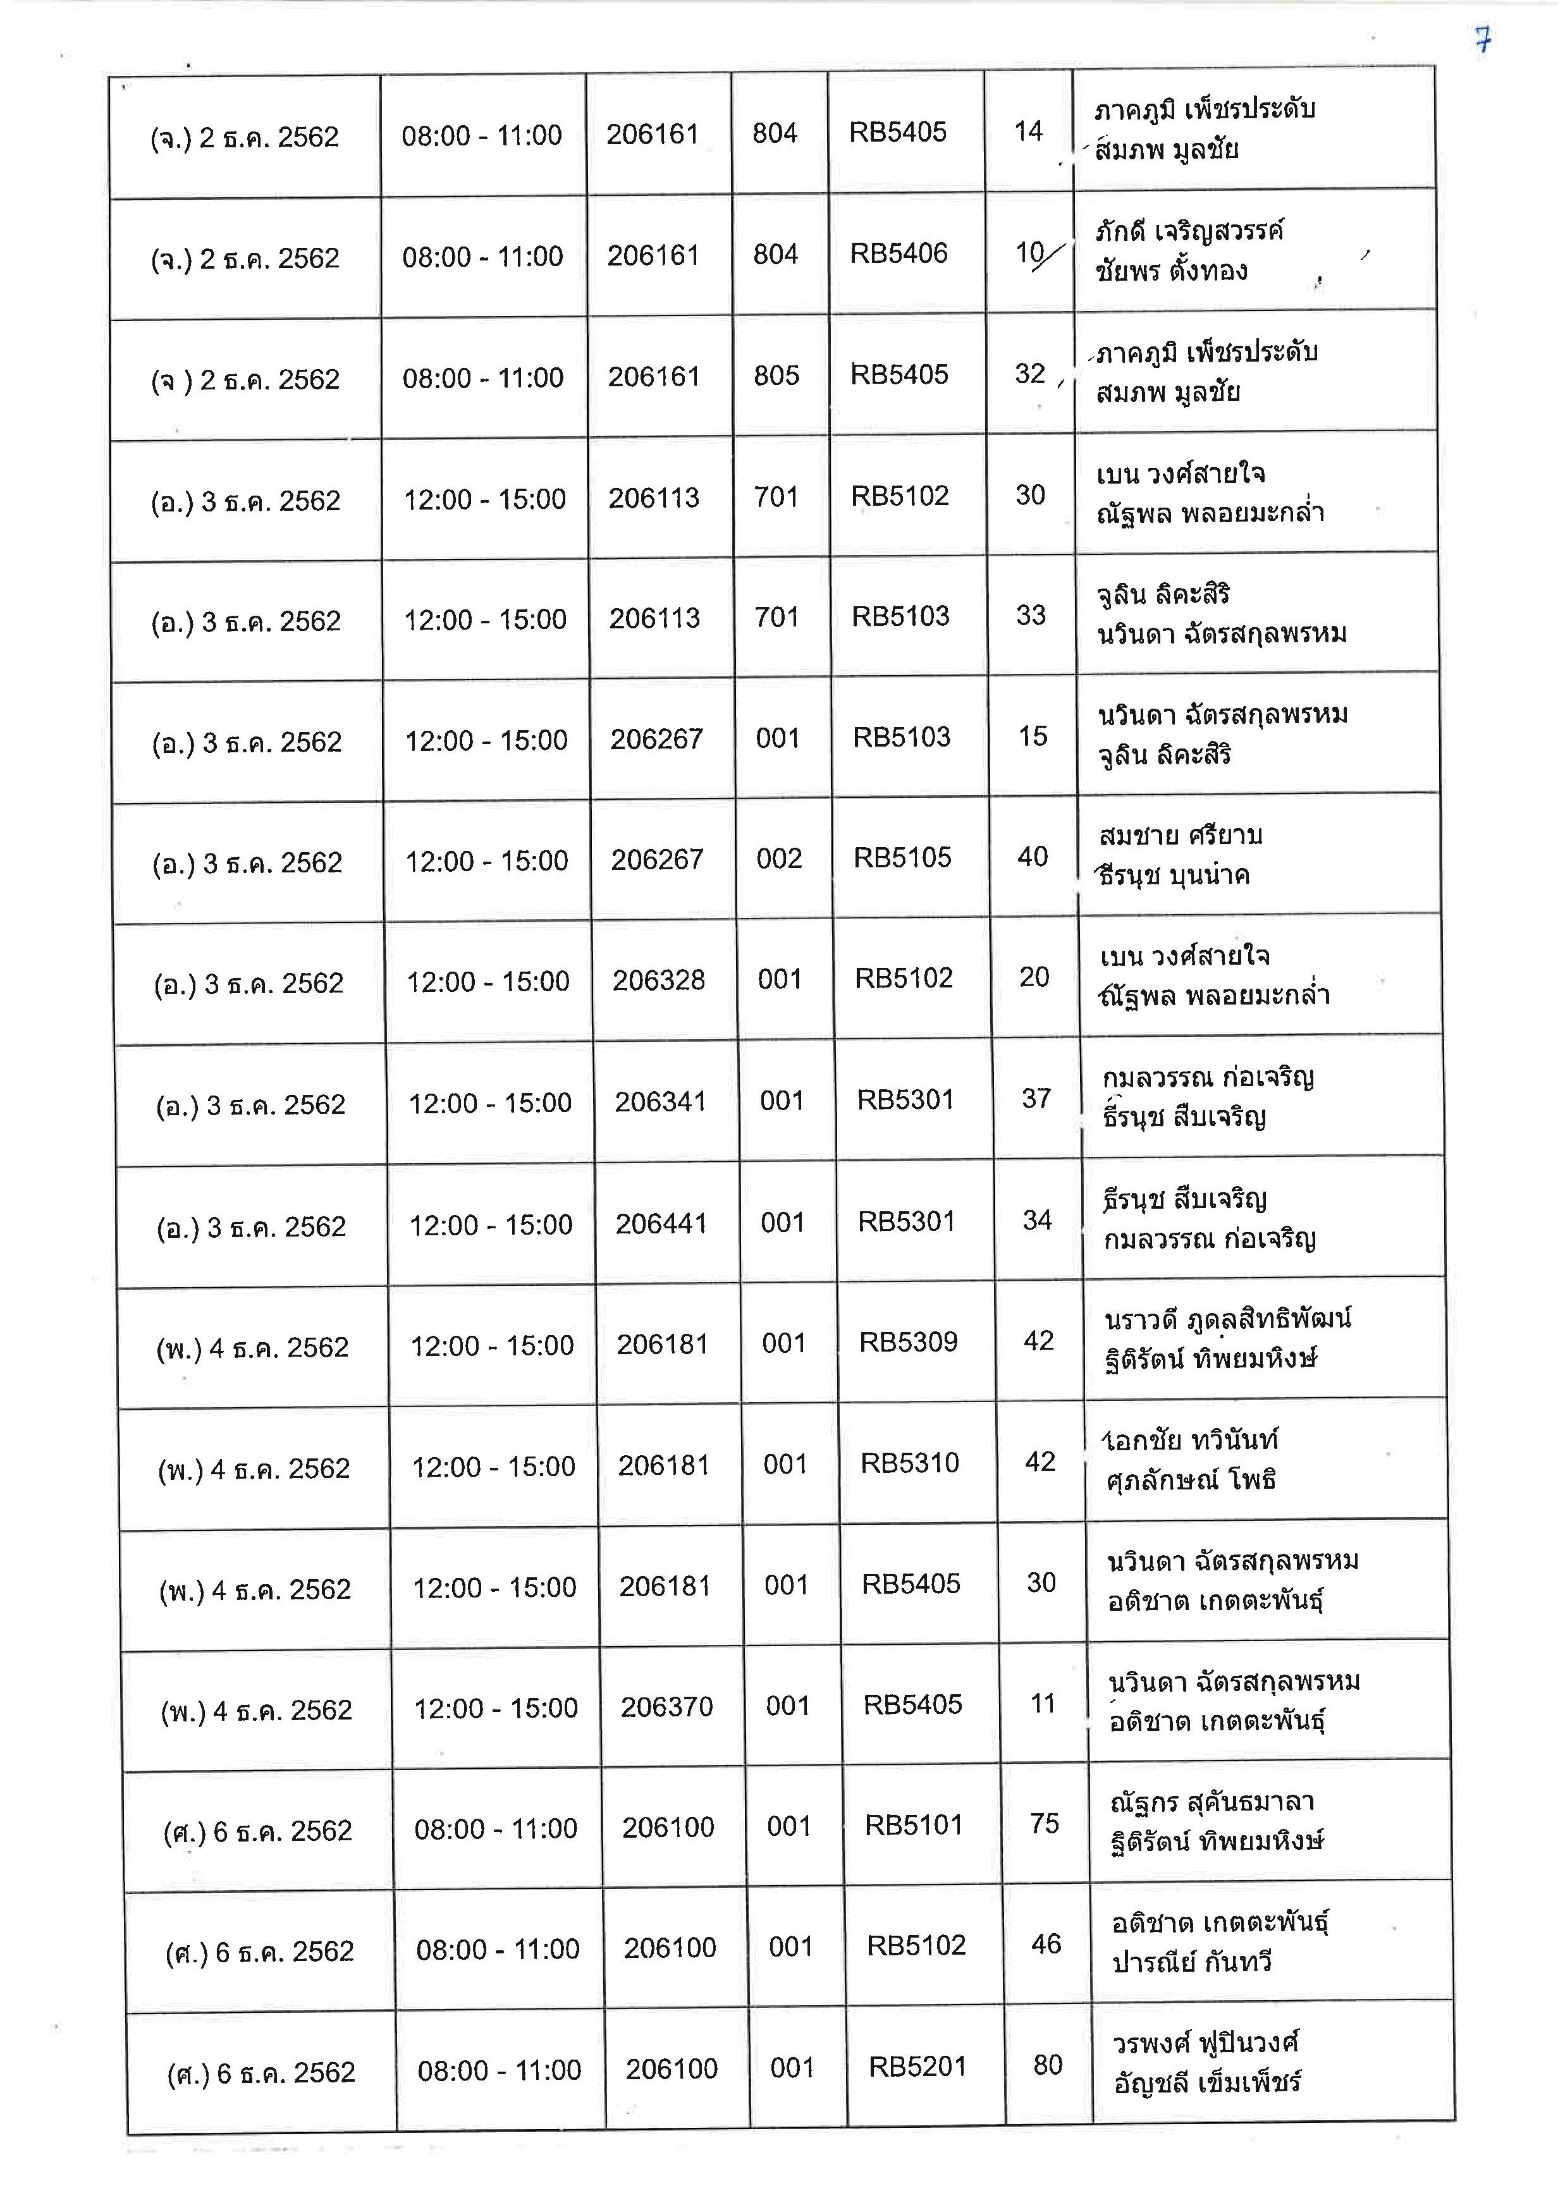 7
(จ.) 2 ธ.ค. 2562 08:00 - 11:00 206161 804 RB5405 14 ภาคภูมิ เพ็ชรประดับ
สมภพ มูลชัย
(จ.) 2 ธ.ค. 2562 08:00 - 11:00 206161 804 RB5406 10 ภักดี เจริญสวรรค์
ชัยพร ตั้งทอง
(จ ) 2 ธ.ค. 2562 08:00 - 11:00 206161 805 RB5405 32 ภาคภูมิ เพ็ชรประดับ
สมภพ มูลชัย
(อ.) 3 ธ.ค. 2562 12:00 - 15:00 206113 701 RB5102 30 เบน วงศ์สายใจ
ณัฐพล พลอยมะกล่ำ
(อ.) 3 ธ.ค. 2562 12:00 - 15:00 206113 701 RB5103 33 จูลิน ลิคะสิริ
นวินดา ฉัตรสกุลพรหม
(อ.) 3 ธ.ค. 2562 12:00 - 15:00 206267 001 RB5103 15 นวินดา ฉัตรสกุลพรหม
จูลิน ลิคะสิริ
(อ.) 3 ธ.ค. 2562 12:00 - 15:00 206267 002 RB5105 40 สมชาย ศรียาบ
ธีรนุช บุนนาค
(อ.) 3 ธ.ค. 2562 12:00 - 15:00 206328 001 RB5102 20 เบน วงศ์สายใจ
ณัฐพล พลอยมะกล่ำ
(อ.) 3 ธ.ค. 2562 12:00 - 15:00 206341 001 RB5301 37 กมลวรรณ ก่อเจริญ
ธีรนุช สืบเจริญ
(อ.) 3 ธ.ค. 2562 12:00 - 15:00 206441 001 RB5301 34 ธีรนุช สืบเจริญ
กมลวรรณ ก่อเจริญ
(พ.) 4 ธ.ค. 2562 12:00 - 15:00 206181 001 RB5309 42 นราวดี ภูดลสิทธิพัฒน์
ฐิติรัตน์ ทิพยมหิงษ์
(พ.) 4 ธ.ค. 2562 12:00 - 15:00 206181 001 RB5310 42 เอกชัย ทวินันท์
ศุภลักษณ์ โพธิ
(พ.) 4 ธ.ค. 2562 12:00 - 15:00 206181 001 RB5405 30 นวินดา ฉัตรสกุลพรหม
อติชาต เกตตะพันธุ์
(พ.) 4 ธ.ค. 2562 12:00 - 15:00 206370 001 RB5405 11 นวินดา ฉัตรสกุลพรหม
อติชาต เกตตะพันธุ์
(ศ.) 6 ธ.ค. 2562 08:00 - 11:00 206100 001 RB5101 75 ณัฐกร สุคันธมาลา
ฐิติรัตน์ ทิพยมหิงษ์
(ศ.) 6 ธ.ค. 2562 08:00 - 11:00 206100 001 RB5102 46 อติชาต เกตตะพันธุ์
ปารณีย์ กันทวี
(ศ.) 6 ธ.ค. 2562 08:00 - 11:00 206100 001 RB5201 80 วรพงศ์ ฟูปินวงศ์
อัญชลี เข็มเพ็ชร์